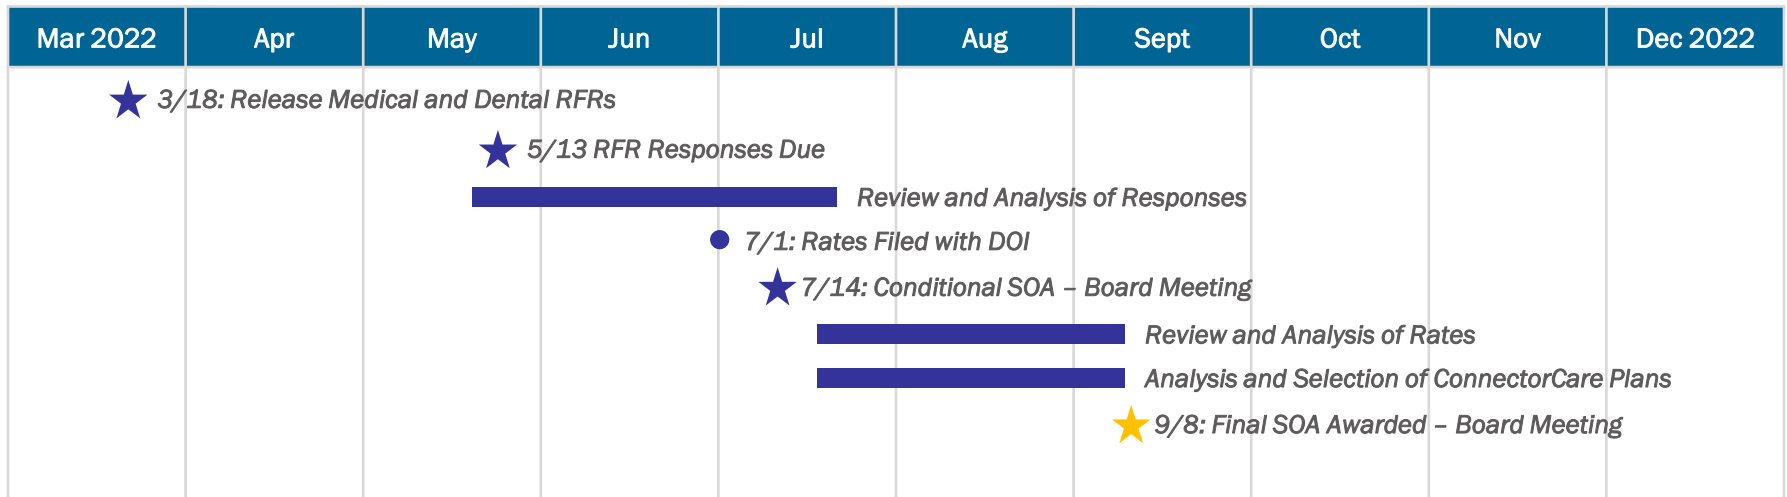 Mar 2022 Apr May Jun Jul Aug Sept Oct Nov Dec 2022
3/18: Release Medical and Dental RFRs
5/13 RFR Responses Due
Review and Analysis of Responses
7/1: Rates Filed with DOI
7/14: Conditional SOA – Board Meeting
Review and Analysis of Rates
Analysis and Selection of ConnectorCare Plans
9/8: Final SOA Awarded – Board Meeting